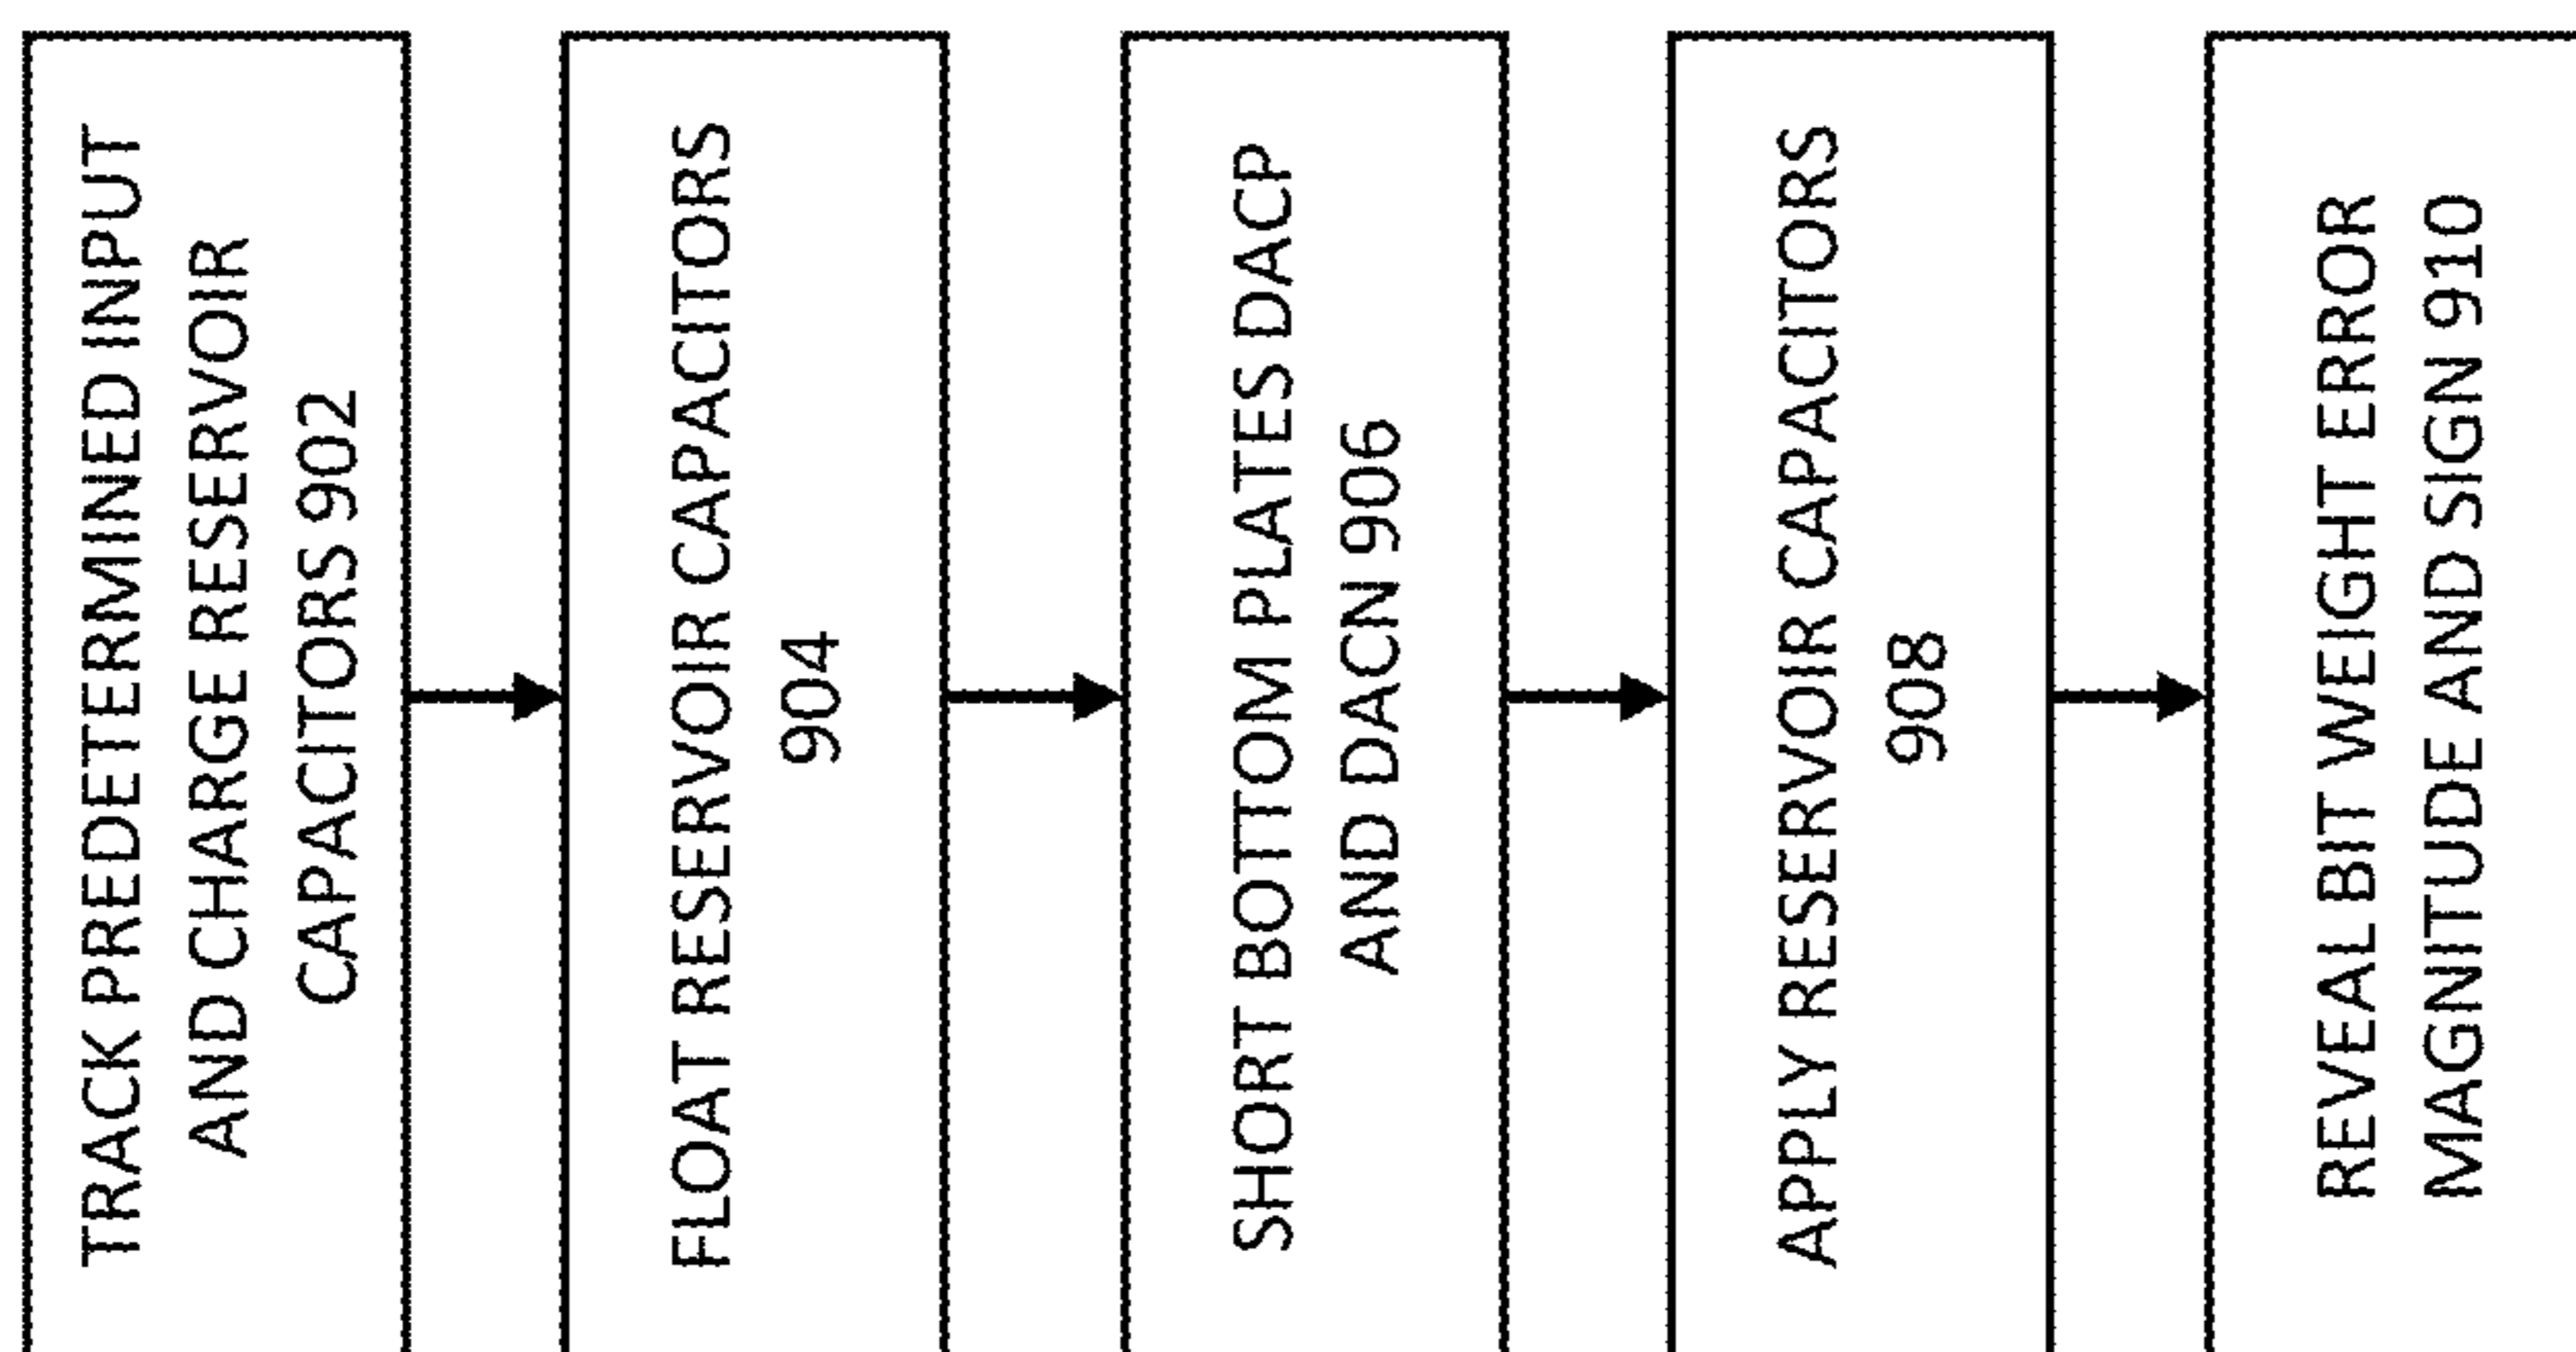 TRACK PREDETERMINED INPUT
AND CHARGE RESERVOIR
CAPACITORS 902
FLOAT RESERVOIR CAPACITORS
904
SHORT BOTTOM PLATES DACP
AND DACN 906
APPLY RESERVOIR CAPACITORS
908
REVEAL BIT WEIGHT ERROR
MAGNITUDE AND SIGN 910